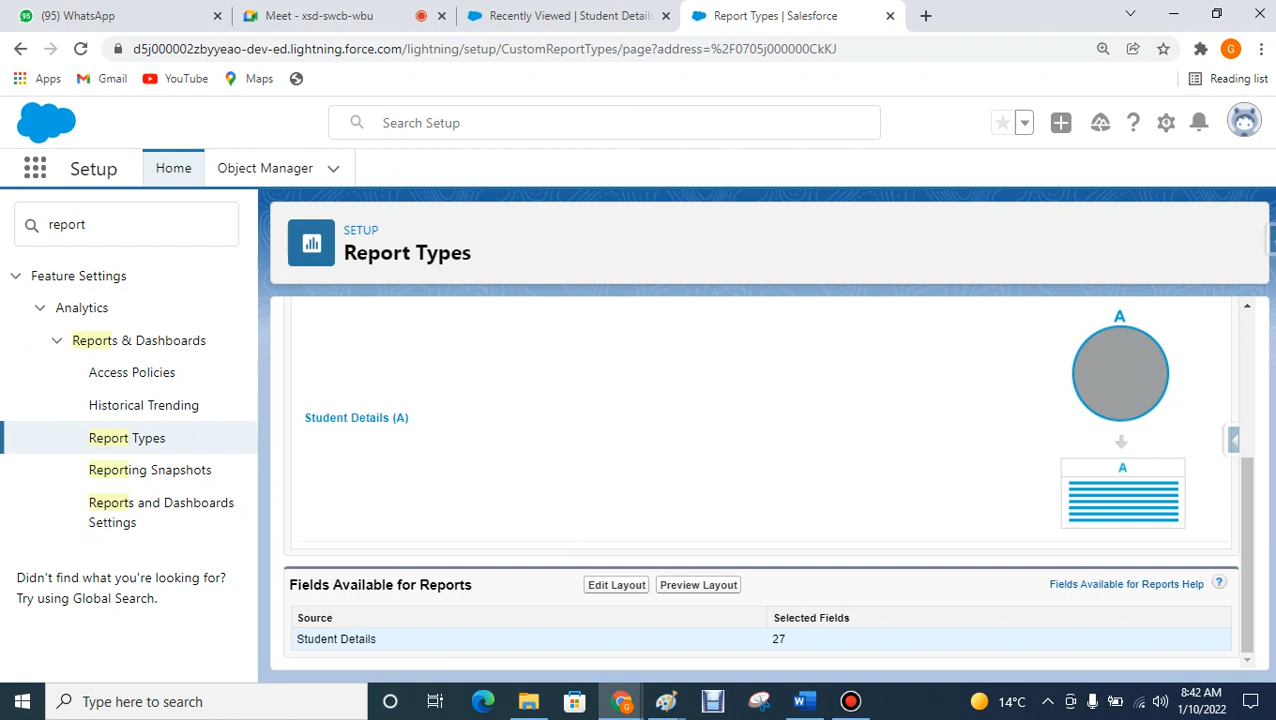 (95) WhatsApp
Meet - xsd-swcb-wbu
Recently Viewed | Student Details
Report Types | Salesforce
d5j000002zbyyeao-dev-ed.lightning.force.com/lightning/setup/CustomReportTypes/page?address=%2F0705j000000CkKJ
G
Apps
Gmail
YouTube
Maps
Reading list
Search Setup
Setup
Home
Object Manager
report
SETUP
Report Types
Feature Settings
Analytics
Reports & Dashboards
Access Policies
Historical Trending
Report Types
Reporting Snapshots
Reports and Dashboards
Settings
Didn't find what you're looking for?
Try using Global Search.
A
Student Details (A)
A
Fields Available for Reports
Edit Layout
Preview Layout
Fields Available for Reports Help
?
Source
Selected Fields
Student Details
27
Type here to search
14°C
8:42 AM
1/10/2022